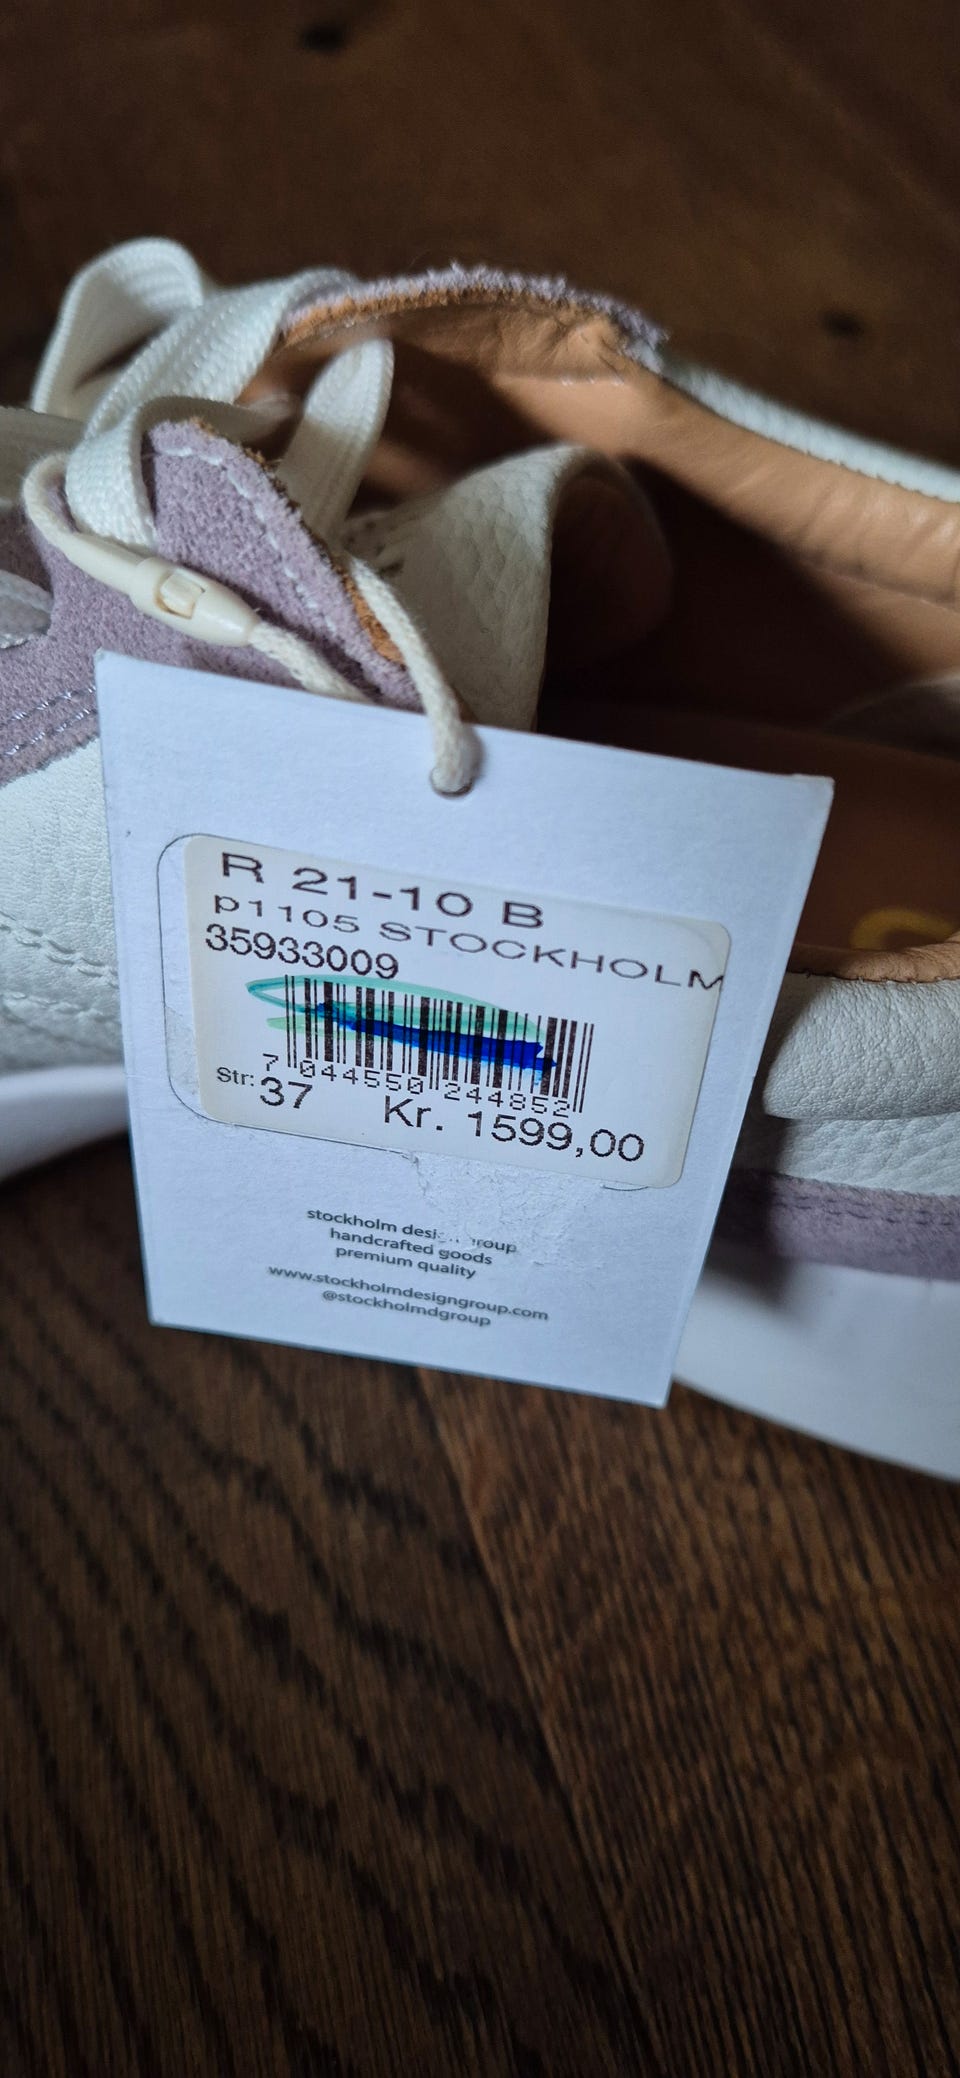 R 21-10 B
p1105 STOCKHOLM
35933009
7 044550 244852
Str: 37 Kr. 1599,00
stockholm
handcrafted goods
premium quality
www.stockholmdesigngroup.com
@stockholmdgroup